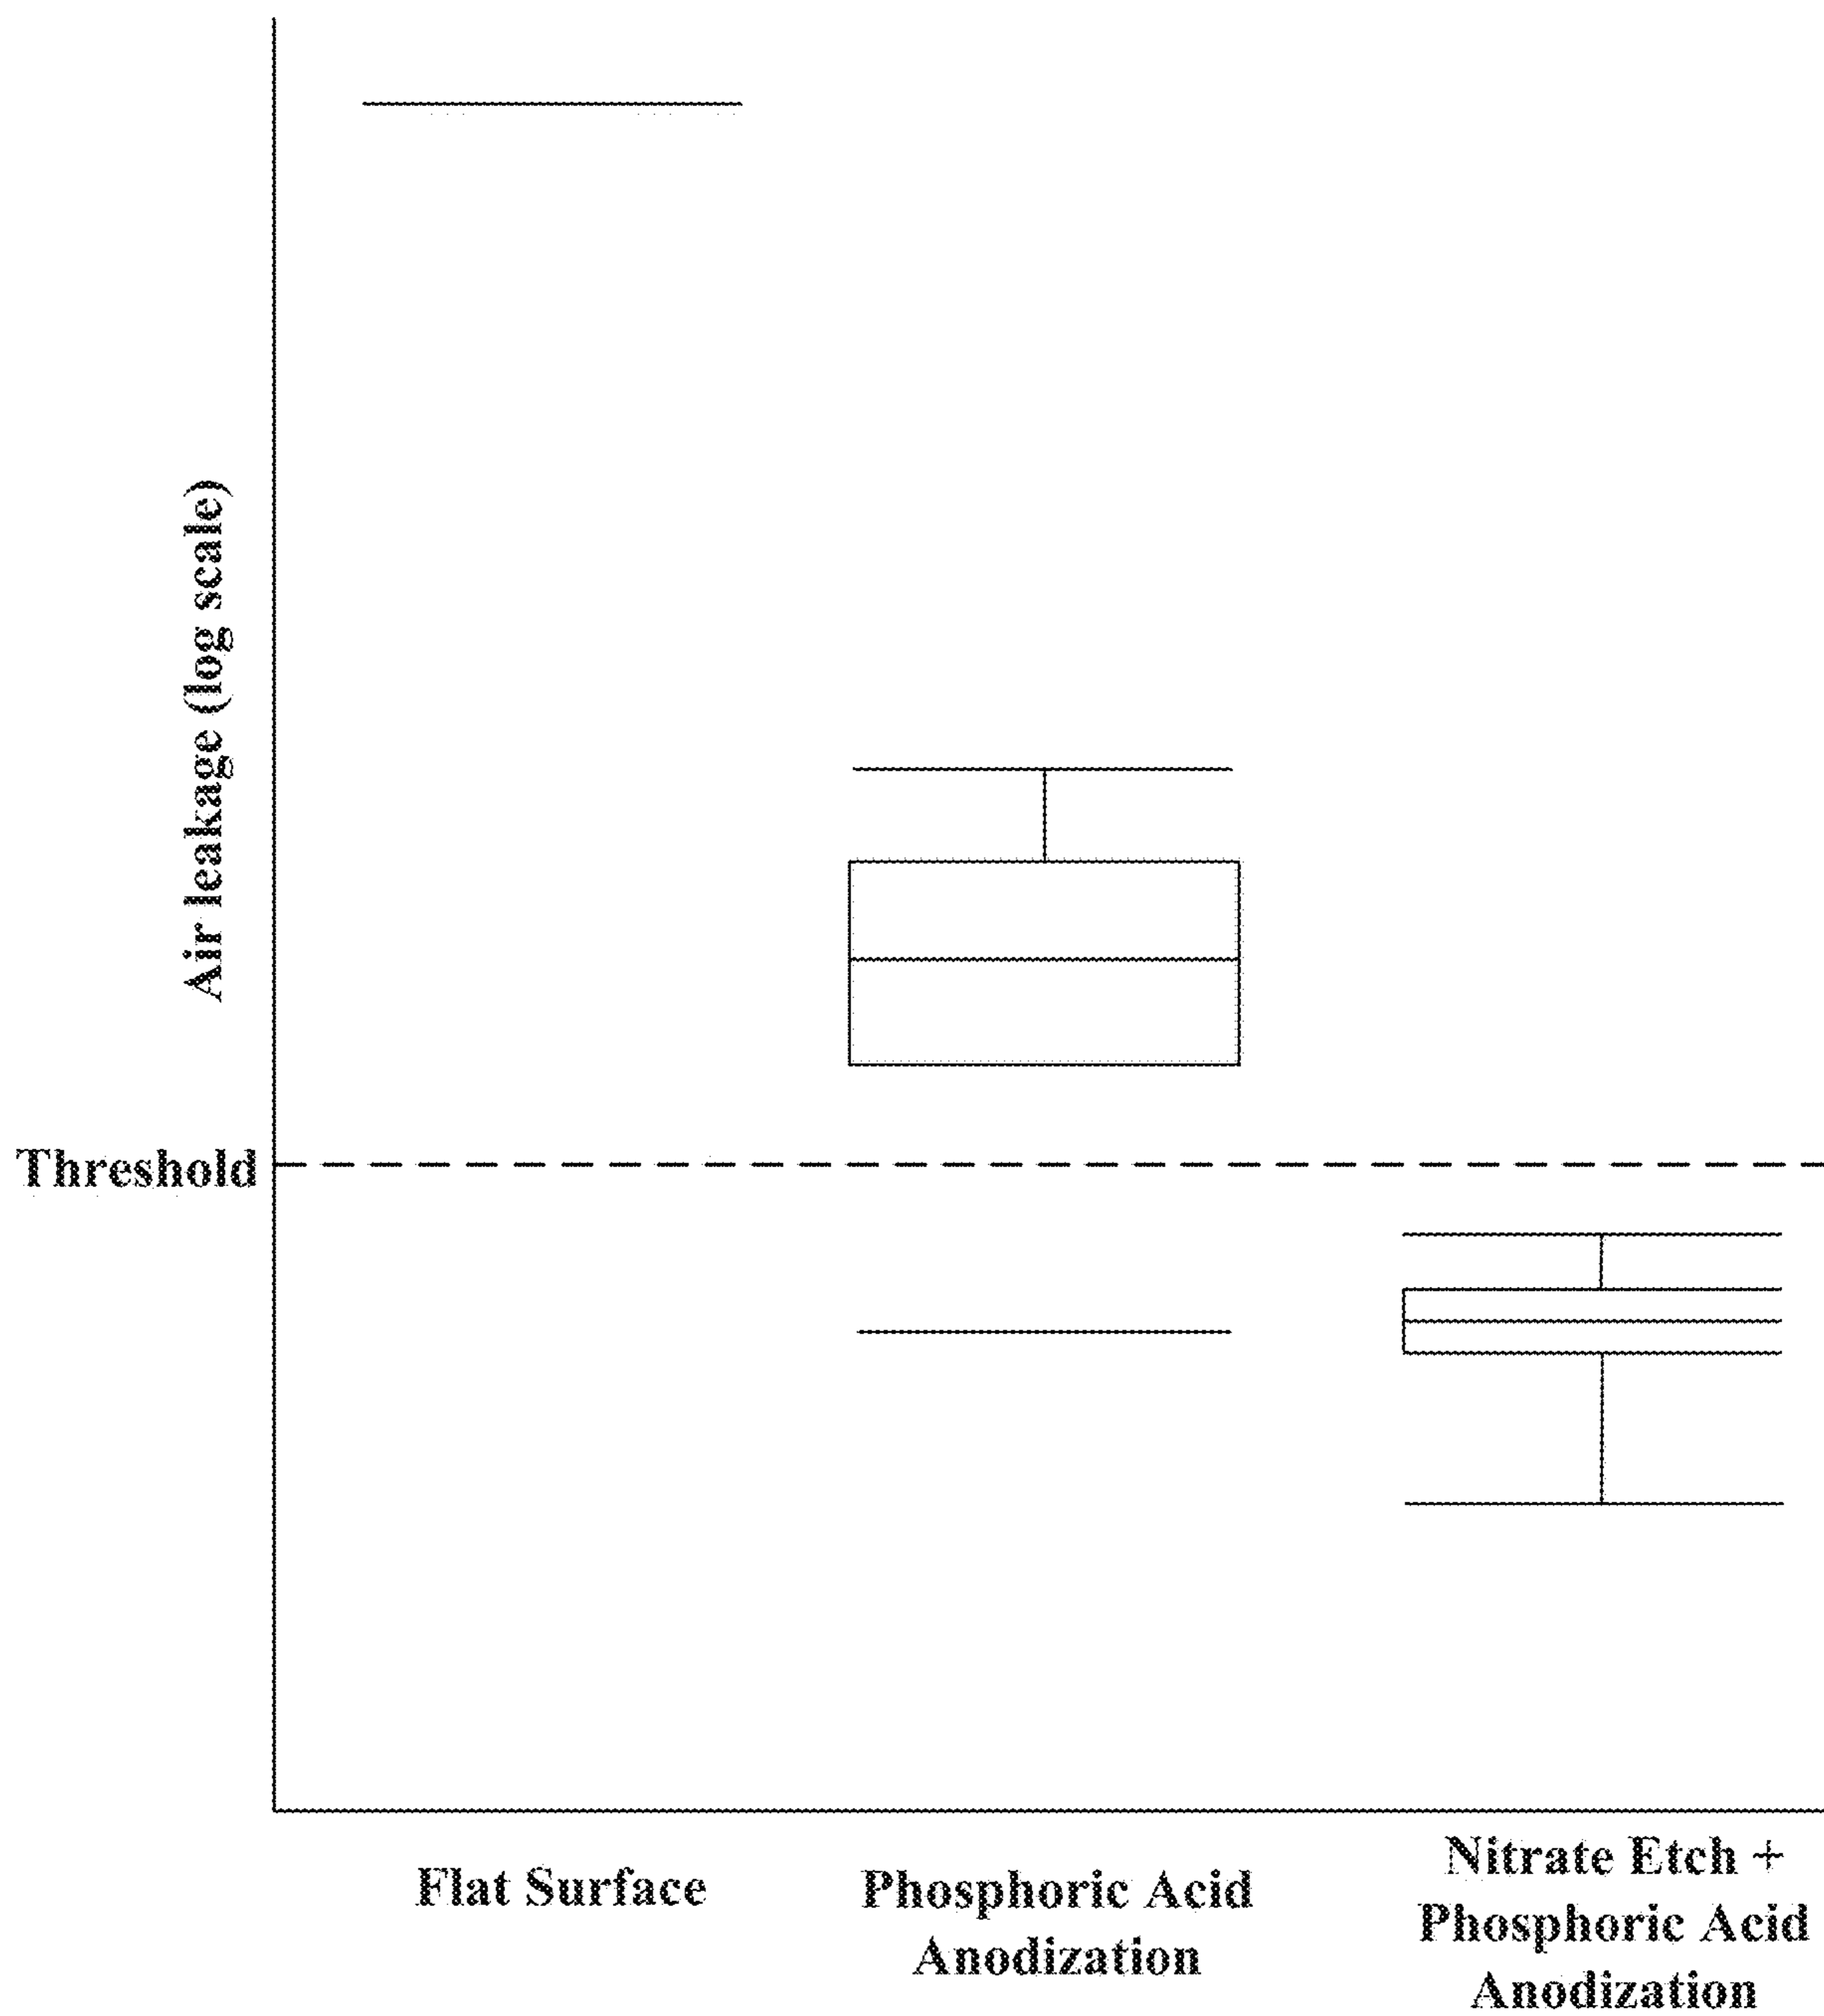 Air leakage (log scale)
Threshold
Flat Surface
Phosphoric Acid
Anodization
Nitrate Etch +
Phosphoric Acid
Anodization